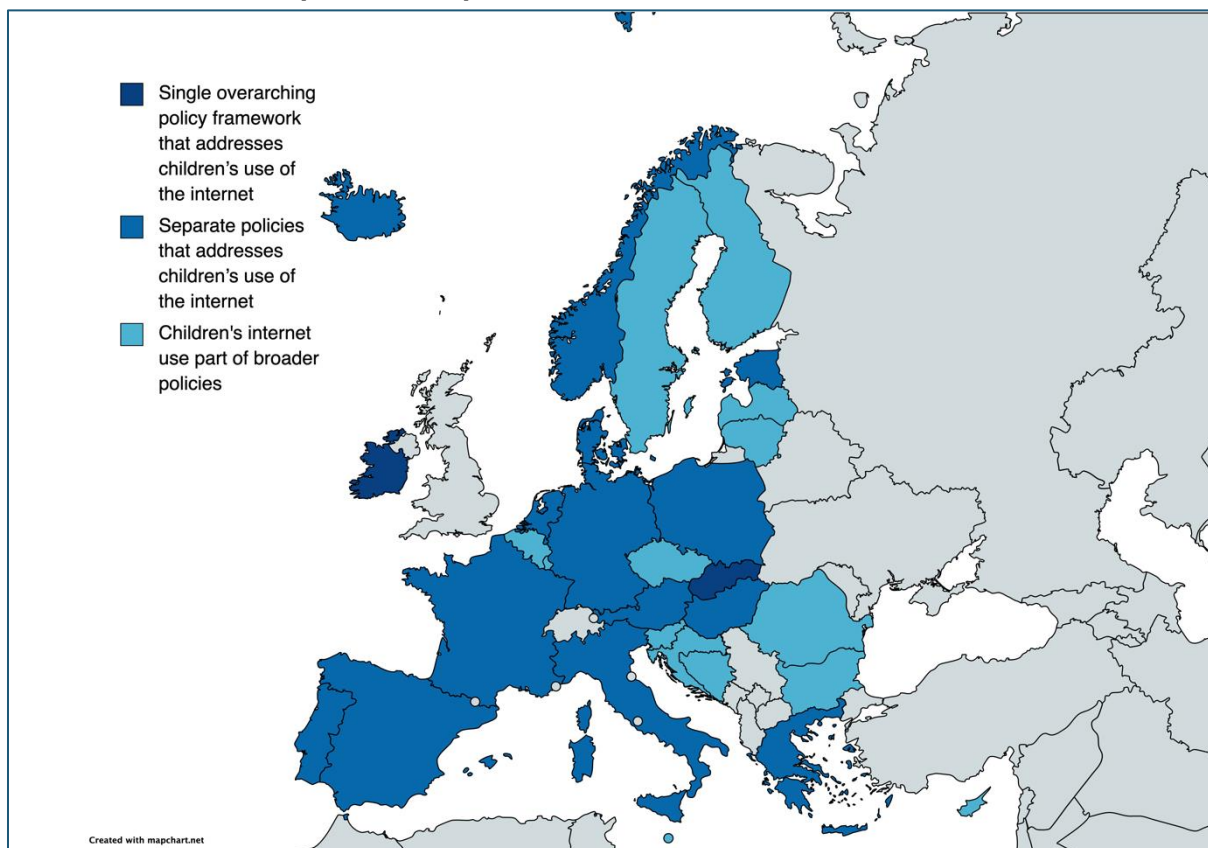 Single overarching
policy framework
that addresses
children's use of
the internet
Separate policies
that addresses
children's use of
the internet
Children's internet
use part of broader
policies
Created with mapchart.net